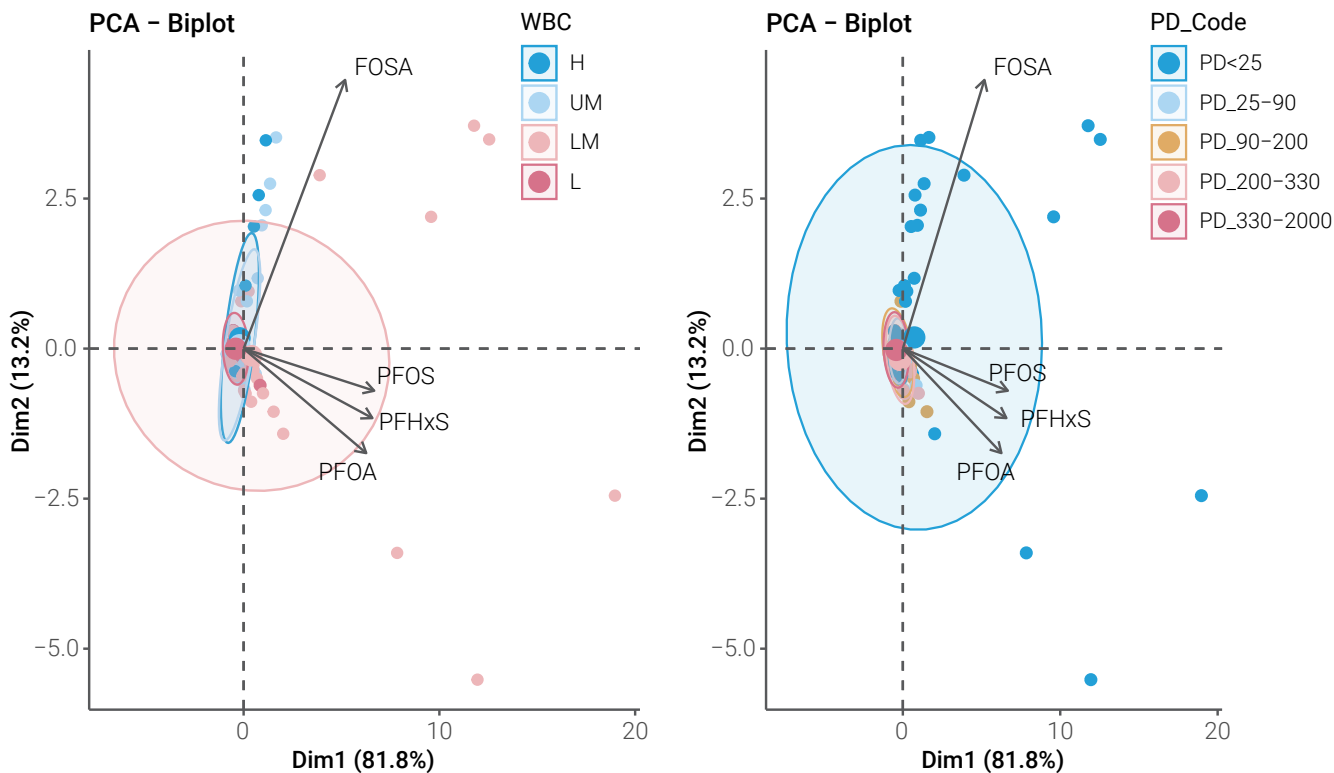 PCA – Biplot
WBC
H
UM
LM
L
FOSA
PFOS
PFHxS
PFOA
2.5
0.0
−2.5
−5.0
Dim2 (13.2%)
0
10
20
Dim1 (81.8%)
PCA – Biplot
PD_Code
PD<25
PD_25−90
PD_90−200
PD_200−330
PD_330−2000
FOSA
PFOS
PFHxS
PFOA
2.5
0.0
−2.5
−5.0
Dim2 (13.2%)
0
10
20
Dim1 (81.8%)